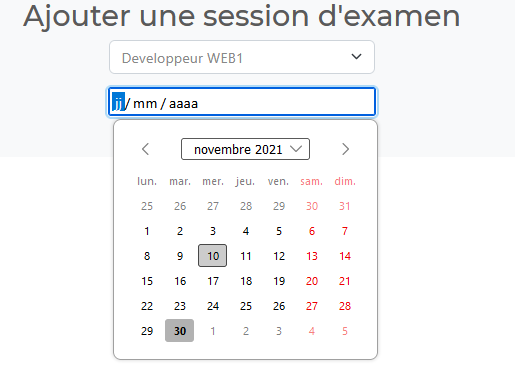 Ajouter une session d'examen
Developpeur WEB1
jj / mm / aaaa
novembre 2021
lun. mar. mer. jeu. ven. sam. dim.
25 26 27 28 29 30 31
1 2 3 4 5 6 7
8 9 10 11 12 13 14
15 16 17 18 19 20 21
22 23 24 25 26 27 28
29 30 1 2 3 4 5